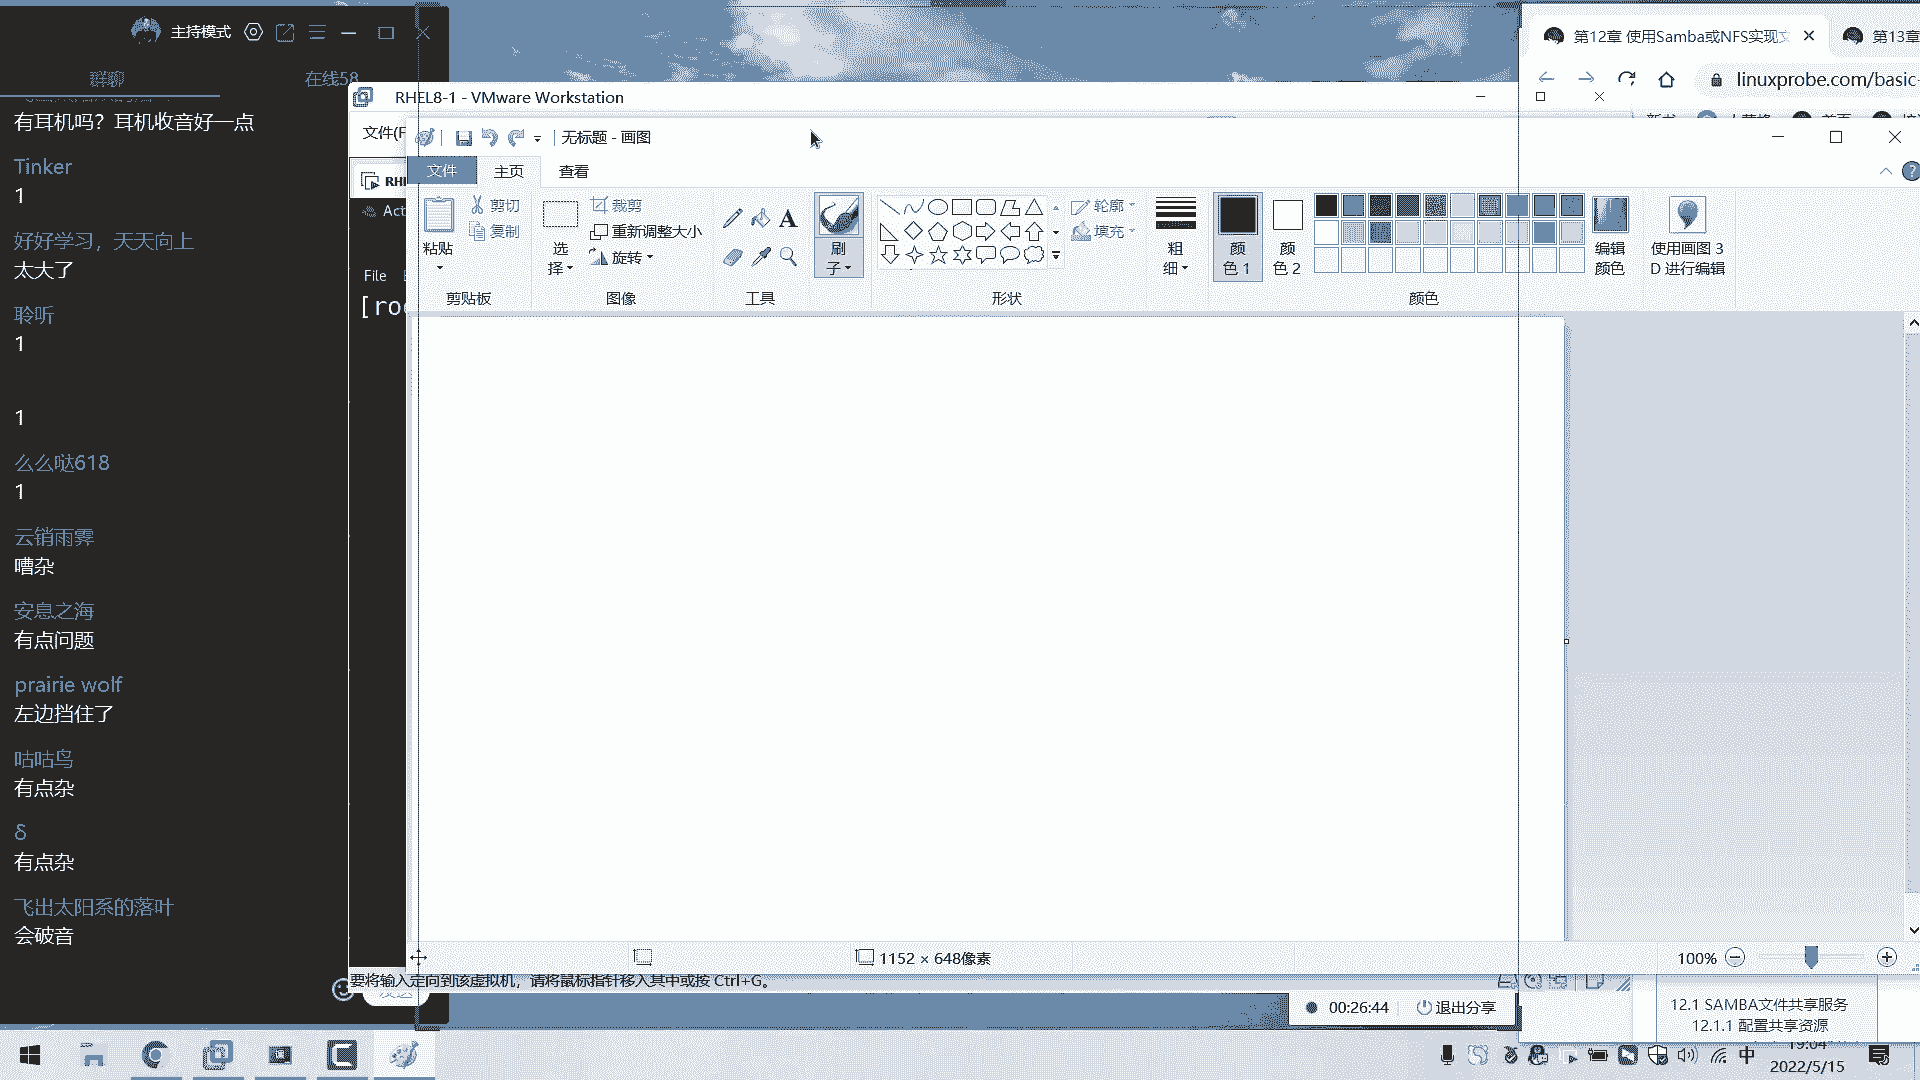 主持模式
群聊
在线58
有耳机吗？耳机收音好一点
Tinker
1
好好学习，天天向上
太大了
聆听
1
1
么么哒618
1
云销雨霁
嘈杂
安息之海
有点问题
prairie wolf
左边挡住了
咕咕鸟
有点杂
δ
有点杂
飞出太阳系的落叶
会破音
RHEL8-1 - VMware Workstation
文件(F
RHI
Act
File
[roo
无标题 - 画图
文件
主页
查看
粘贴
剪切
复制
剪贴板
选择
裁剪
重新调整大小
旋转
图像
A
工具
刷子
轮廓
填充
形状
粗细
颜色 1
颜色 2
颜色
编辑颜色
使用画图 3D 进行编辑
1152 × 648像素
100%
要将输入定向到该虚拟机，请将鼠标指针移入其中或按 Ctrl+G。
00:26:44
退出分享
第12章 使用Samba或NFS实现文
第13章
linuxprobe.com/basic-
12.1 SAMBA文件共享服务
12.1.1 配置共享资源
中
19:04
2022/5/15